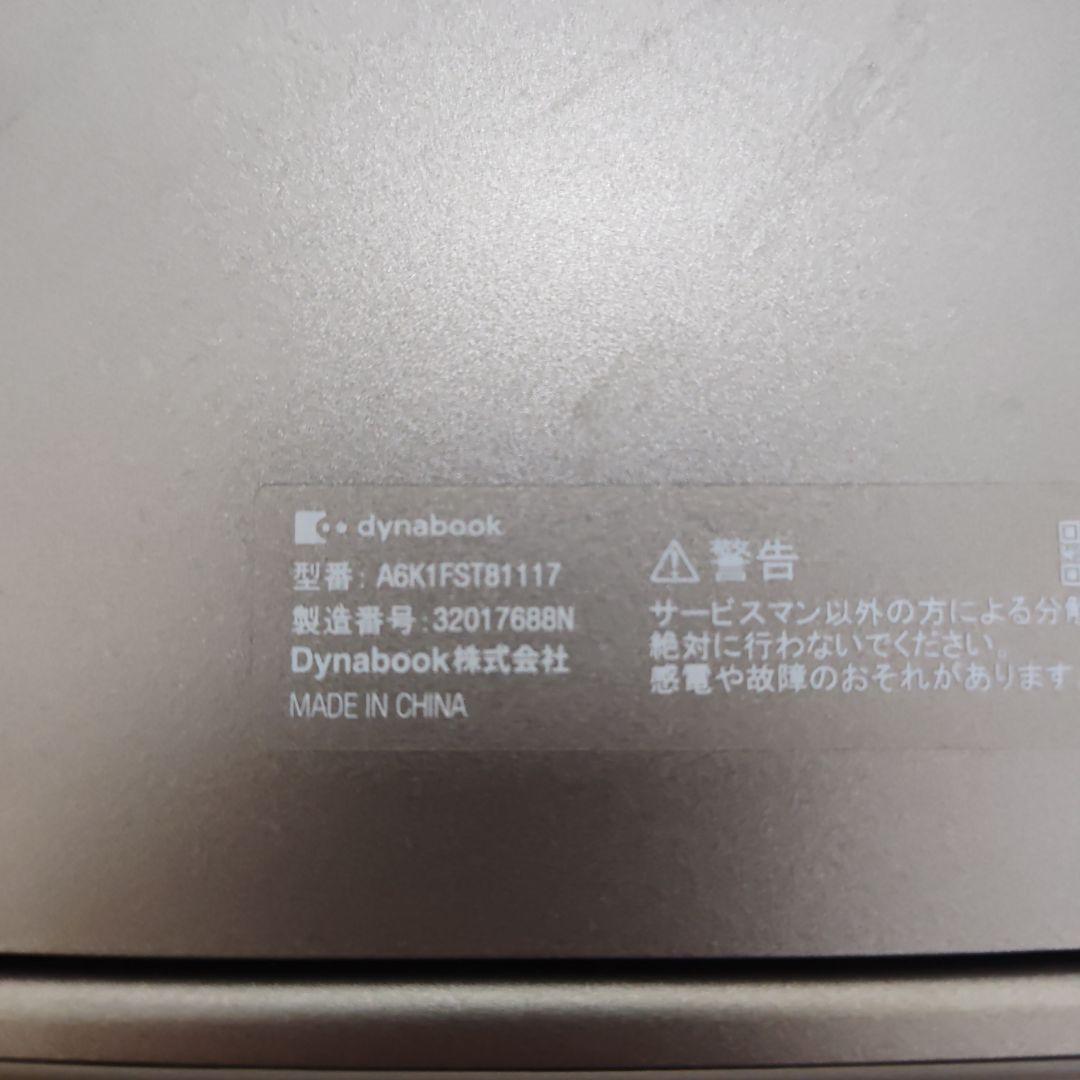 dynabook
型番: A6K1FST81117
製造番号:32017688N
Dynabook株式会社
MADE IN CHINA
警告
サービスマン以外の方による分解
絶対に行わないでください。
感電や故障のおそれがあります